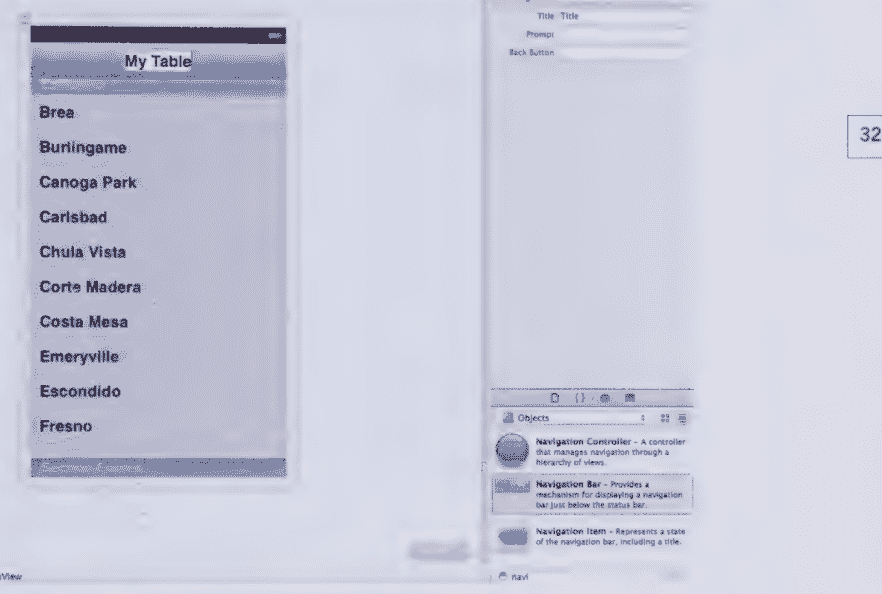 My Table
Brea
Burlingame
Canoga Park
Carlsbad
Chula Vista
Corte Madera
Costa Mesa
Emeryville
Escondido
Fresno
View
Title Title
Prompt
Back Button
{ }
Objects
Navigation Controller – A controller
that manages navigation through a
hierarchy of views.
Navigation Bar – Provides a
mechanism for displaying a navigation
bar just below the status bar.
Navigation Item – Represents a state
of the navigation bar, including a title.
navi
32